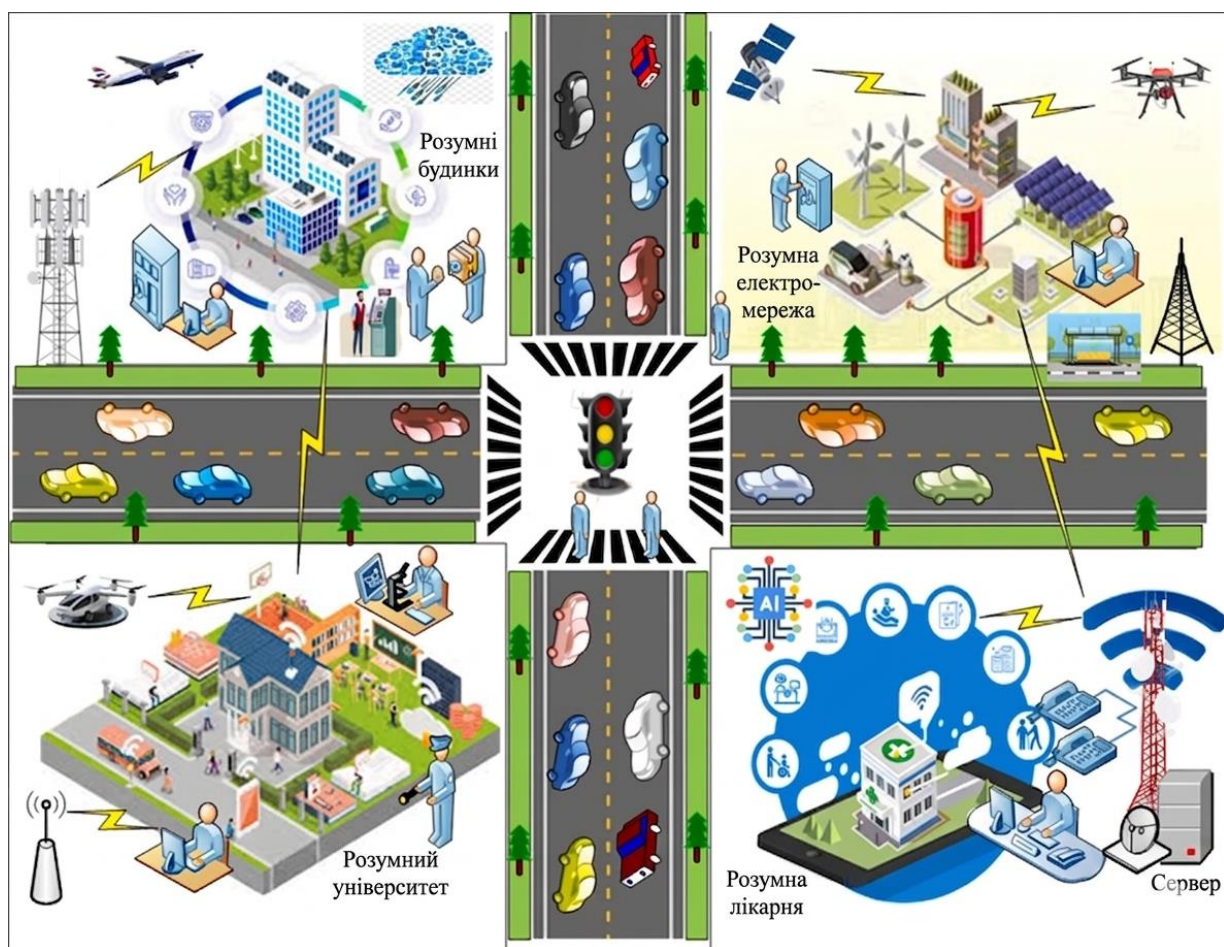 Розумні
будинки
Розумна
електро-
мережа
AI
Розумний
університет
Розумна
лікарня
Сервер